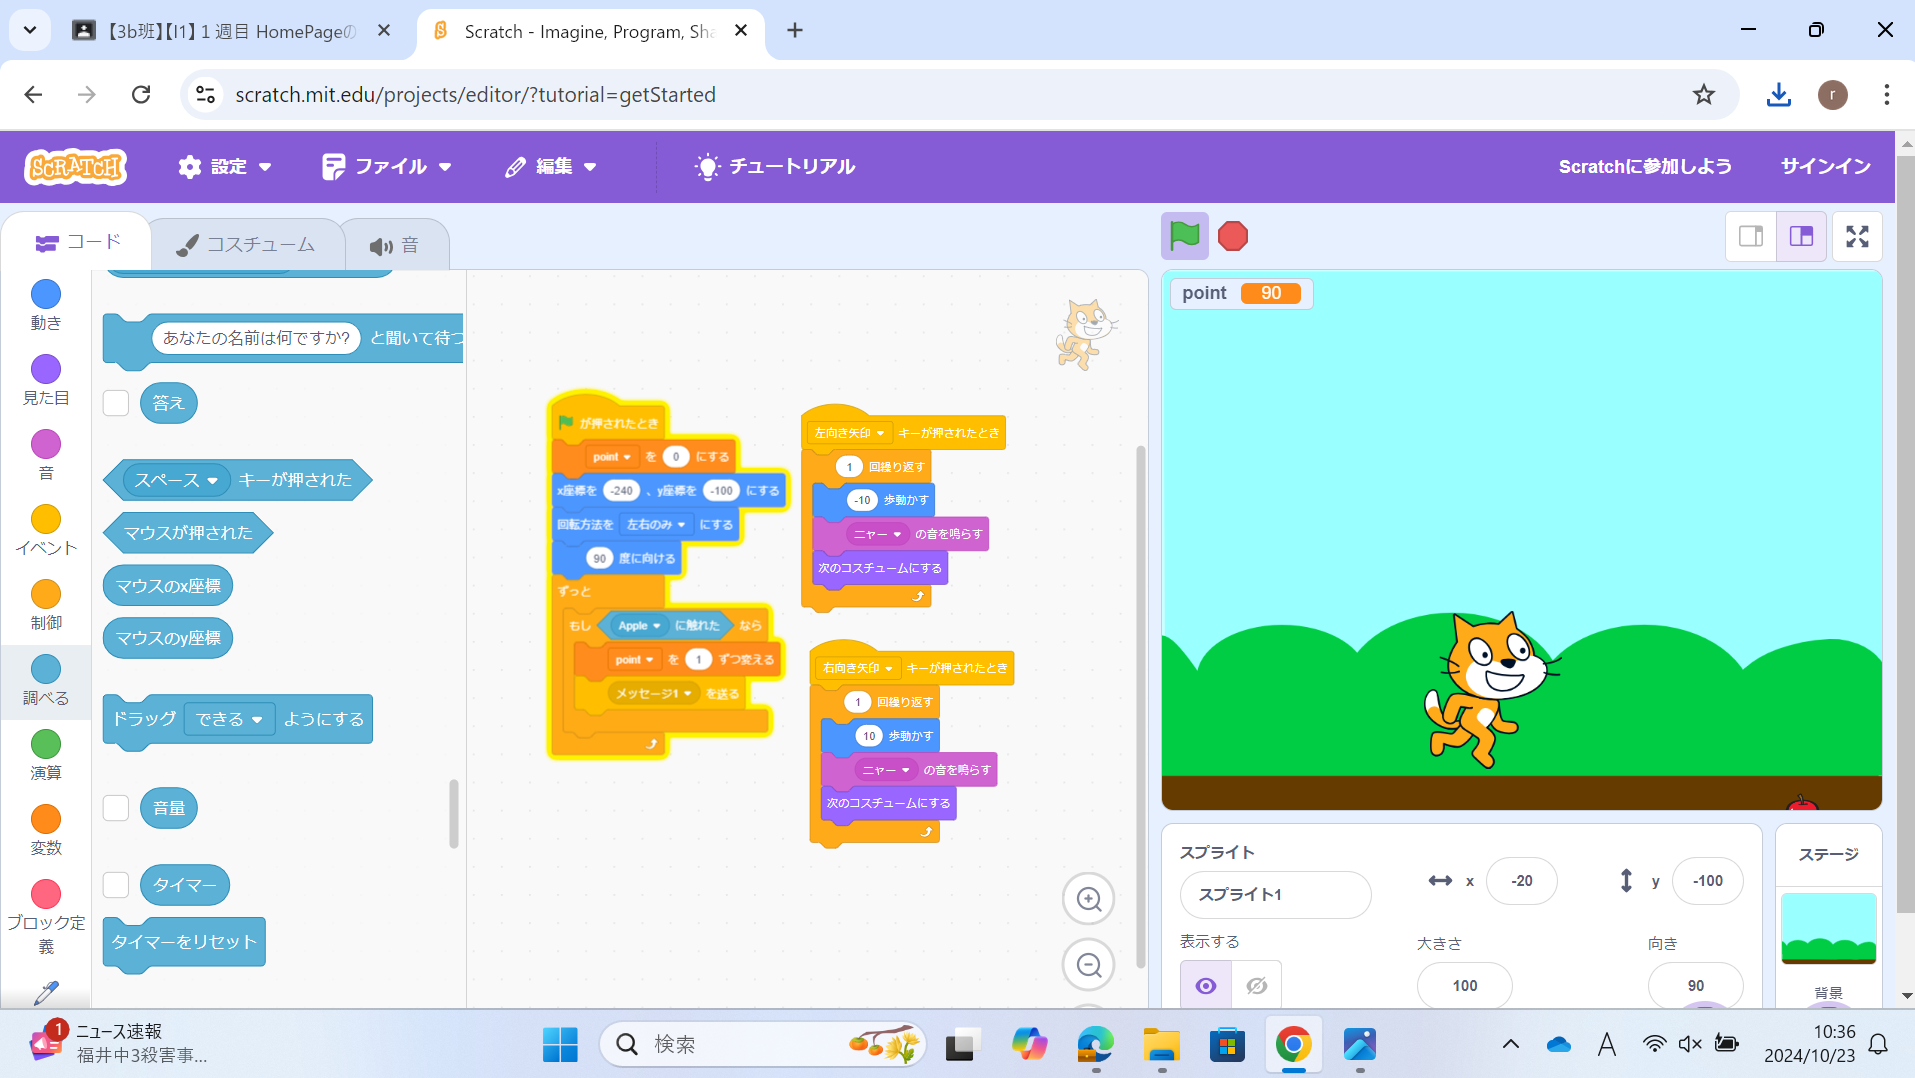 【3b班】【I1】1 週目 HomePageの
Scratch - Imagine, Program, Sha
scratch.mit.edu/projects/editor/?tutorial=getStarted
r
SCRATCH
設定
ファイル
編集
チュートリアル
Scratchに参加しよう
サインイン
コード
コスチューム
音
動き
見た目
音
イベント
制御
調べる
演算
変数
ブロック定
義
あなたの名前は何ですか? と聞いて待つ
答え
スペース キーが押された
マウスが押された
マウスのx座標
マウスのy座標
ドラッグ できる ようにする
音量
タイマー
タイマーをリセット
が押されたとき
point を 0 にする
x座標を -240 、y座標を -100 にする
回転方法を 左右のみ にする
90 度に向ける
ずっと
もし Apple に触れた なら
point を 1 ずつ変える
メッセージ1 を送る
左向き矢印 キーが押されたとき
1 回繰り返す
-10 歩動かす
ニャー の音を鳴らす
次のコスチュームにする
右向き矢印 キーが押されたとき
1 回繰り返す
10 歩動かす
ニャー の音を鳴らす
次のコスチュームにする
point 90
スプライト
スプライト1
x -20
y -100
表示する
大きさ 100
向き 90
ステージ
背景
1
ニュース速報
福井中3殺害事...
検索
A
10:36
2024/10/23